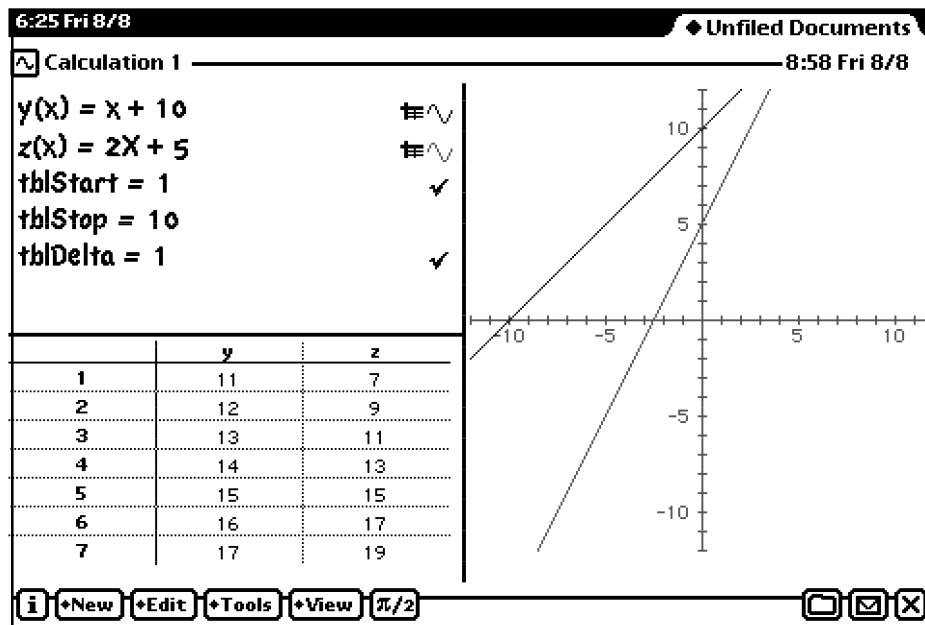 6:25 Fri 8/8
◆ Unfiled Documents
Calculation 1
8:58 Fri 8/8
y(x) = x + 10
z(x) = 2X + 5
tblStart = 1
tblStop = 10
tblDelta = 1
y z
1 11 7
2 12 9
3 13 11
4 14 13
5 15 15
6 16 17
7 17 19
10
5
-10 -5 5 10
-5
-10
i ◆New ◆Edit ◆Tools ◆View π/2 X